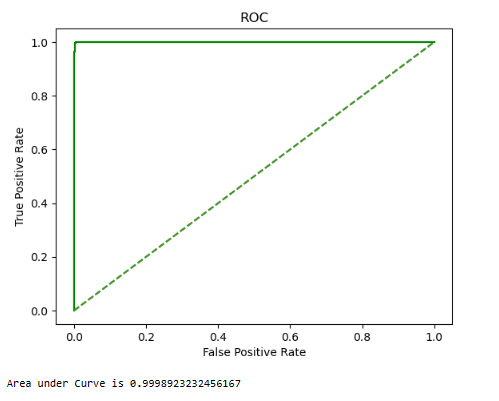 ROC
1.0
0.8
0.6
0.4
0.2
0.0
True Positive Rate
0.0 0.2 0.4 0.6 0.8 1.0
False Positive Rate
Area under Curve is 0.9998923232456167